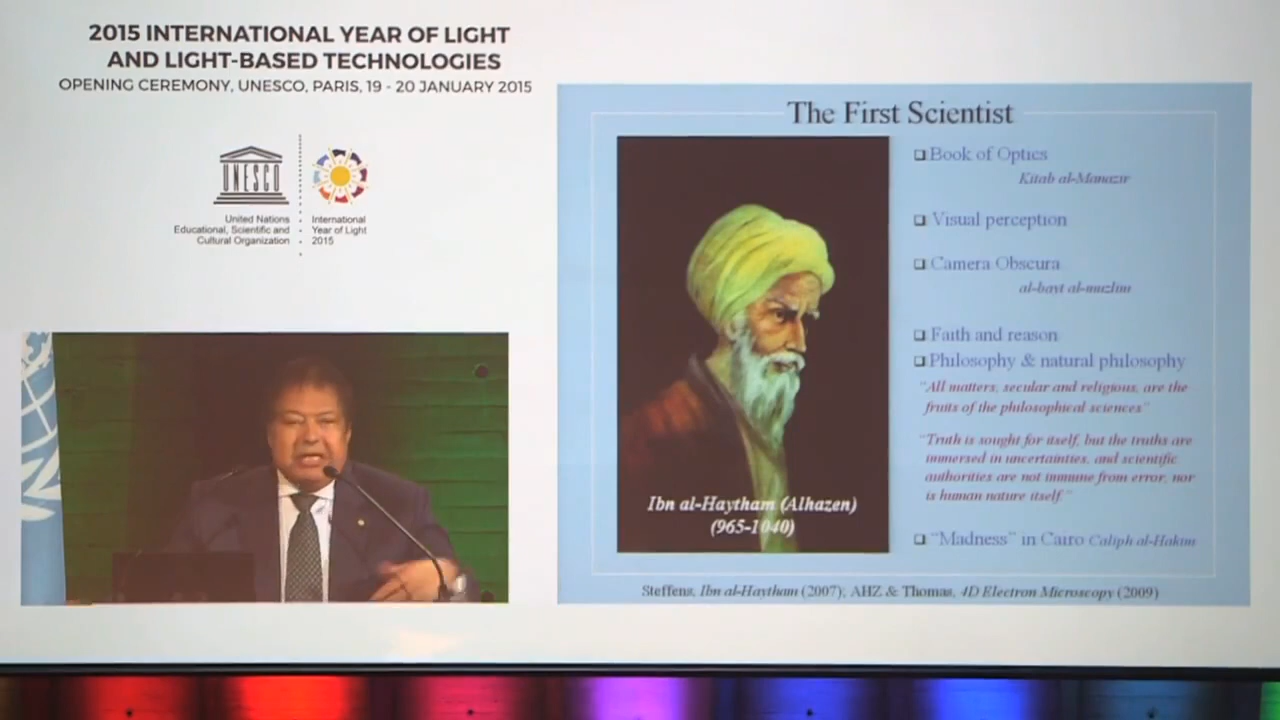 2015 INTERNATIONAL YEAR OF LIGHT
AND LIGHT-BASED TECHNOLOGIES
OPENING CEREMONY, UNESCO, PARIS, 19 - 20 JANUARY 2015
UNESCO
United Nations
Educational, Scientific and
Cultural Organization
International
Year of Light
2015
The First Scientist
Book of Optics
Kitab al-Manazir
Visual perception
Camera Obscura
al-bayt al-muzlim
Faith and reason
Philosophy & natural philosophy
"All matters, secular and religious, are the
fruits of the philosophical sciences"
"Truth is sought for itself, but the truths are
immersed in uncertainties, and scientific
authorities are not immune from error, nor
is human nature itself."
"Madness" in Cairo Caliph al-Hakim
Ibn al-Haytham (Alhazen)
(965-1040)
Steffens, Ibn al-Haytham (2007); AHZ & Thomas, 4D Electron Microscopy (2009)